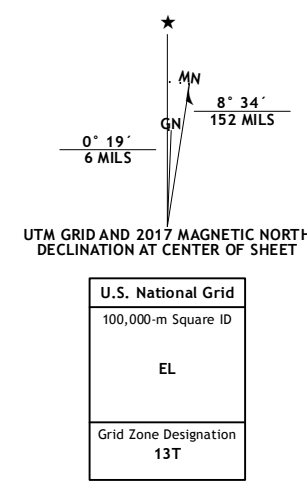 ★
MN
8° 34´
152 MILS
GN
0° 19´
6 MILS
UTM GRID AND 2017 MAGNETIC NORTH
DECLINATION AT CENTER OF SHEET
U.S. National Grid
100,000-m Square ID
EL
Grid Zone Designation
13T